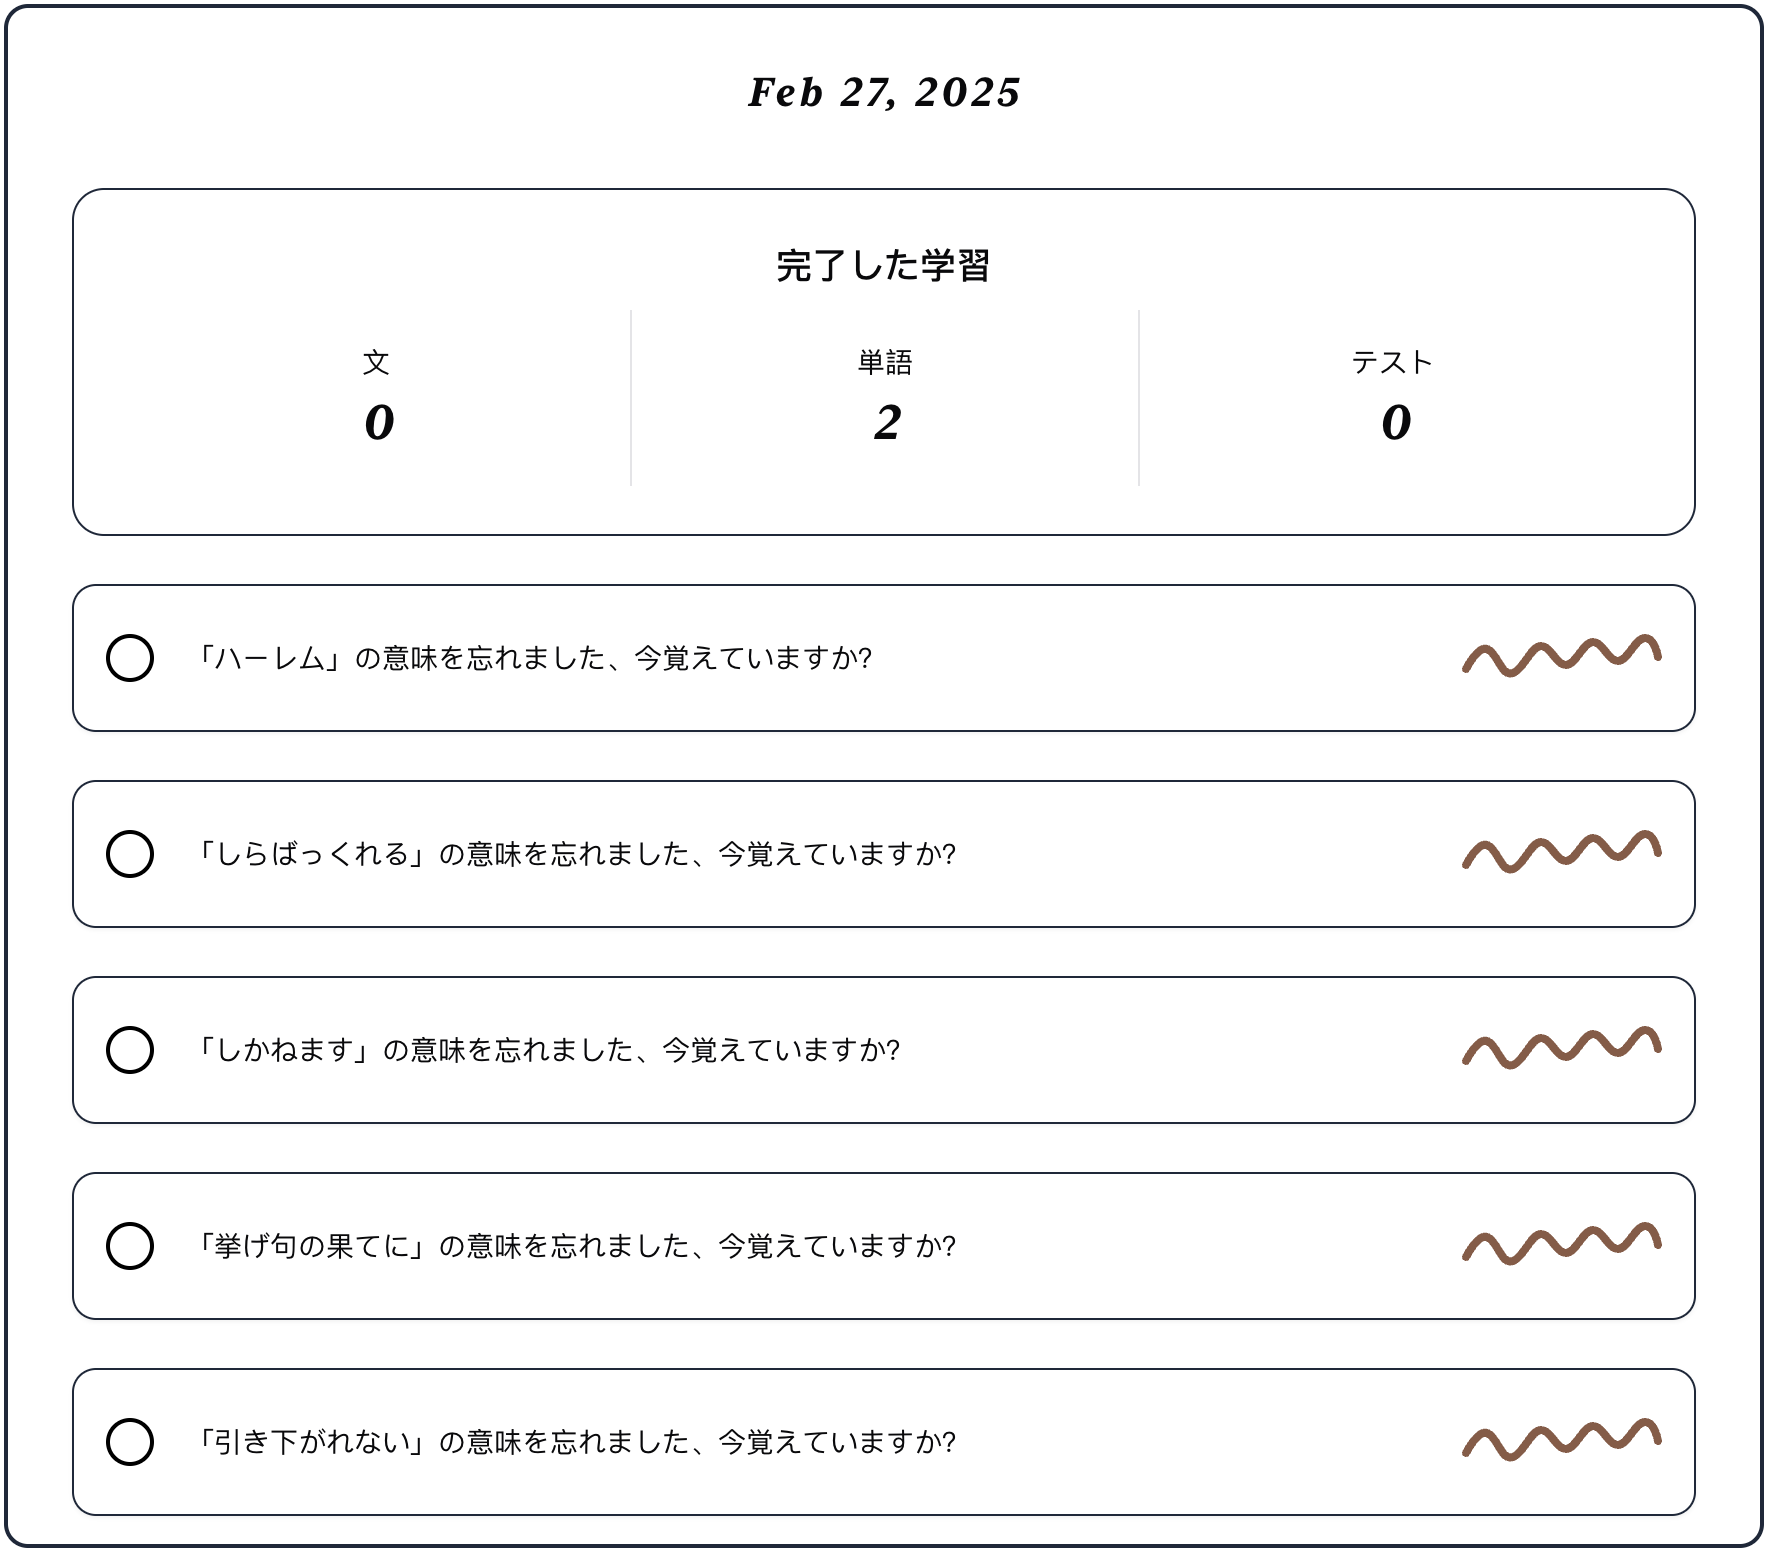 Feb 27, 2025
完了した学習
文
0
単語
2
テスト
0
「ハーレム」の意味を忘れました、今覚えていますか?
「しらばっくれる」の意味を忘れました、今覚えていますか?
「しかねます」の意味を忘れました、今覚えていますか?
「挙げ句の果てに」の意味を忘れました、今覚えていますか?
「引き下がれない」の意味を忘れました、今覚えていますか?